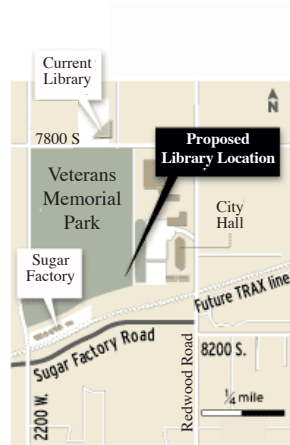 Current
Library
N
7800 S
Proposed
Library Location
Veterans
Memorial
Park
City
Hall
Sugar
Factory
Future TRAX line
Sugar Factory Road
8200 S.
Redwood Road
2200 W.
¼ mile